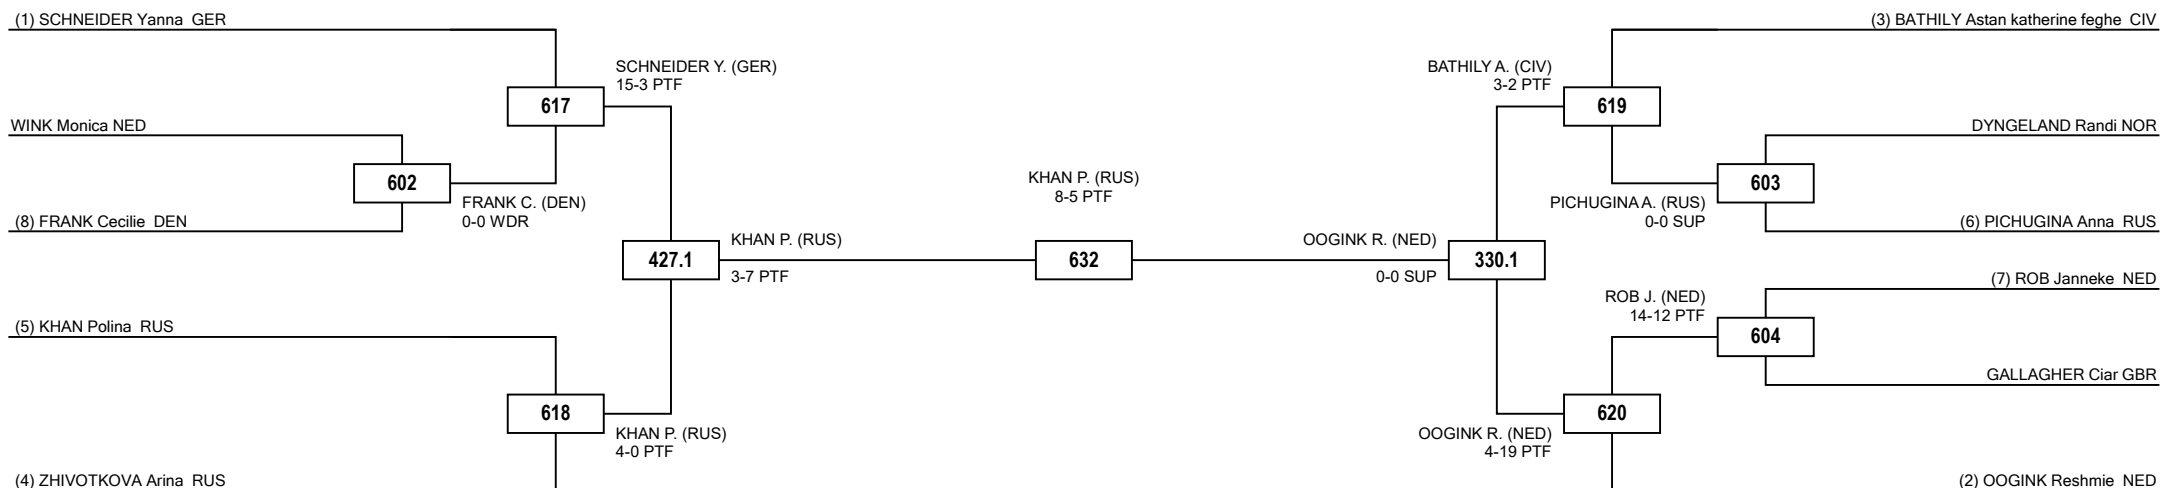 (1) SCHNEIDER Yanna  GER
(3) BATHILY Astan katherine feghe  CIV
SCHNEIDER Y. (GER)
15-3 PTF
BATHILY A. (CIV)
3-2 PTF
617
619
WINK Monica NED
DYNGELAND Randi NOR
602
603
KHAN P. (RUS)
8-5 PTF
FRANK C. (DEN)
0-0 WDR
PICHUGINA A. (RUS)
0-0 SUP
(8) FRANK Cecilie  DEN
(6) PICHUGINA Anna  RUS
427.1
KHAN P. (RUS)
3-7 PTF
632
OOGINK R. (NED)
0-0 SUP
330.1
(7) ROB Janneke  NED
ROB J. (NED)
14-12 PTF
(5) KHAN Polina  RUS
604
GALLAGHER Ciar GBR
618
620
KHAN P. (RUS)
4-0 PTF
OOGINK R. (NED)
4-19 PTF
(4) ZHIVOTKOVA Arina  RUS
(2) OOGINK Reshmie  NED